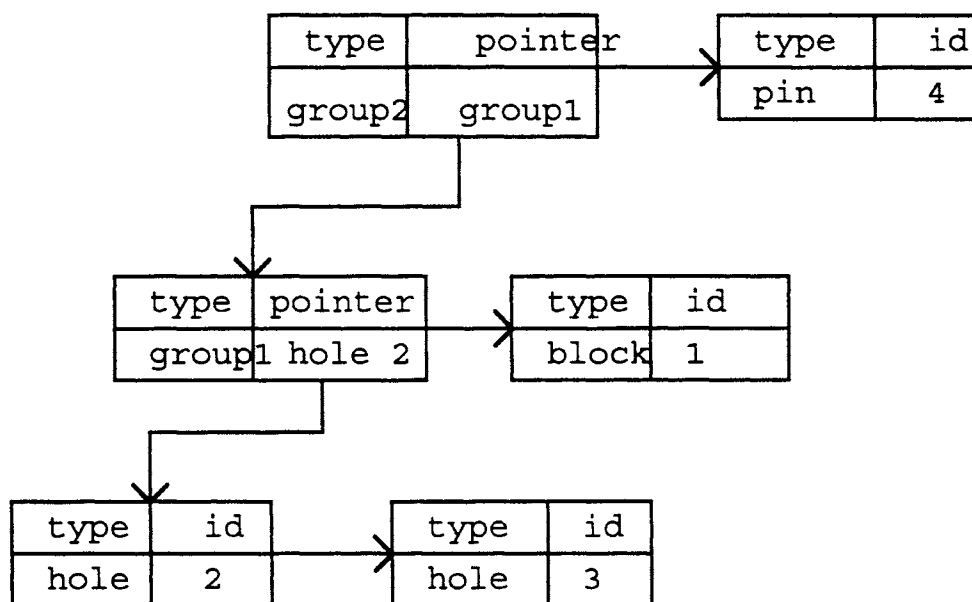 type pointer type id
group2 group1 pin 4
type pointer type id
group1 hole 2 block 1
type id type id
hole 2 hole 3